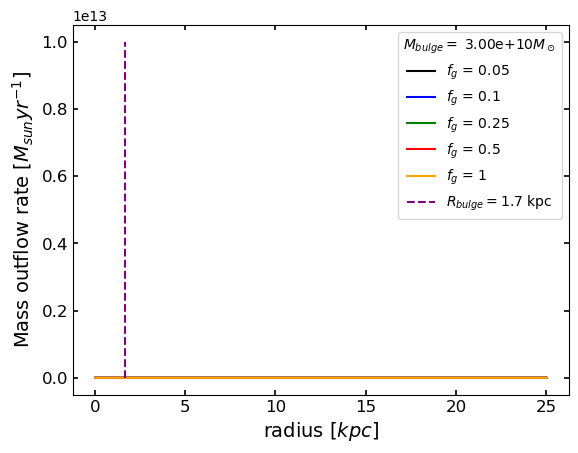 1e13
Mass outflow rate [$M_{sun}yr^{-1}$]
1.0
0.8
0.6
0.4
0.2
0.0
$M_{bulge}=$ 3.00e+10$M_\odot$
$f_g$ = 0.05
$f_g$ = 0.1
$f_g$ = 0.25
$f_g$ = 0.5
$f_g$ = 1
$R_{bulge}=$1.7 kpc
0 5 10 15 20 25
radius [$kpc$]